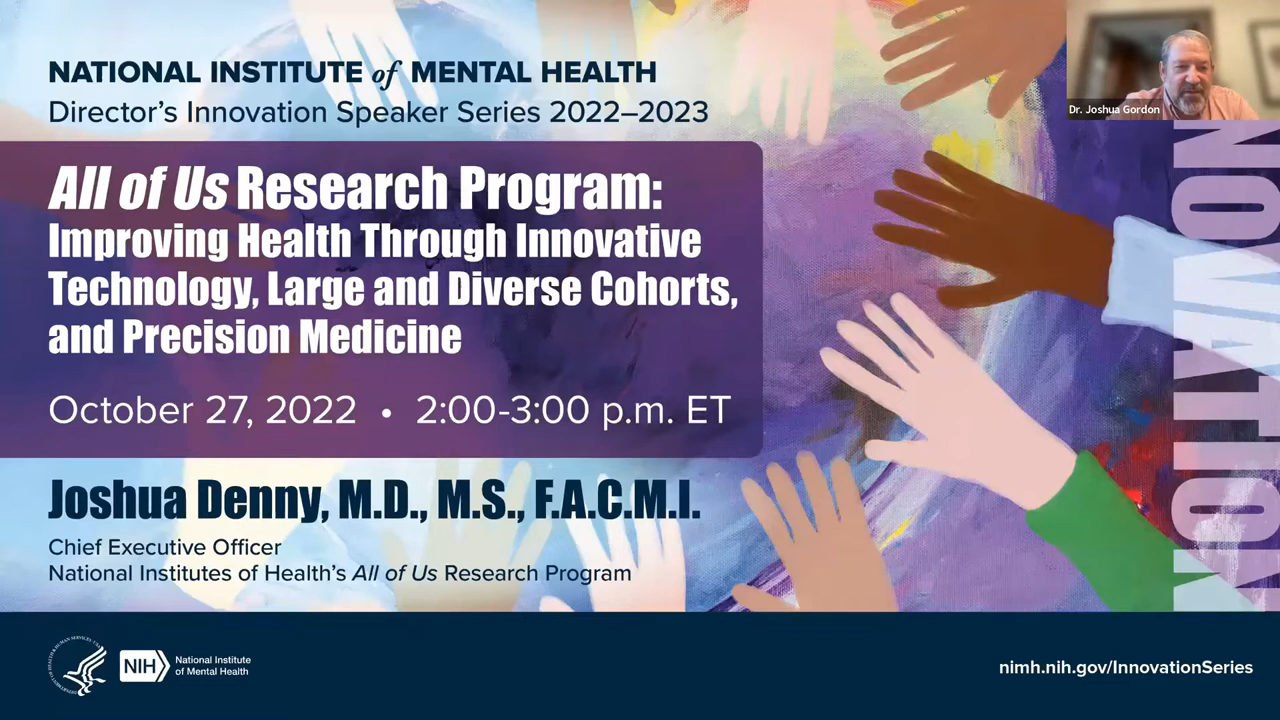 NATIONAL INSTITUTE of MENTAL HEALTH
Director's Innovation Speaker Series 2022–2023
Dr. Joshua Gordon
All of Us Research Program:
Improving Health Through Innovative
Technology, Large and Diverse Cohorts,
and Precision Medicine
October 27, 2022 • 2:00-3:00 p.m. ET
Joshua Denny, M.D., M.S., F.A.C.M.I.
Chief Executive Officer
National Institutes of Health's All of Us Research Program
NIH
National Institute
of Mental Health
nimh.nih.gov/InnovationSeries